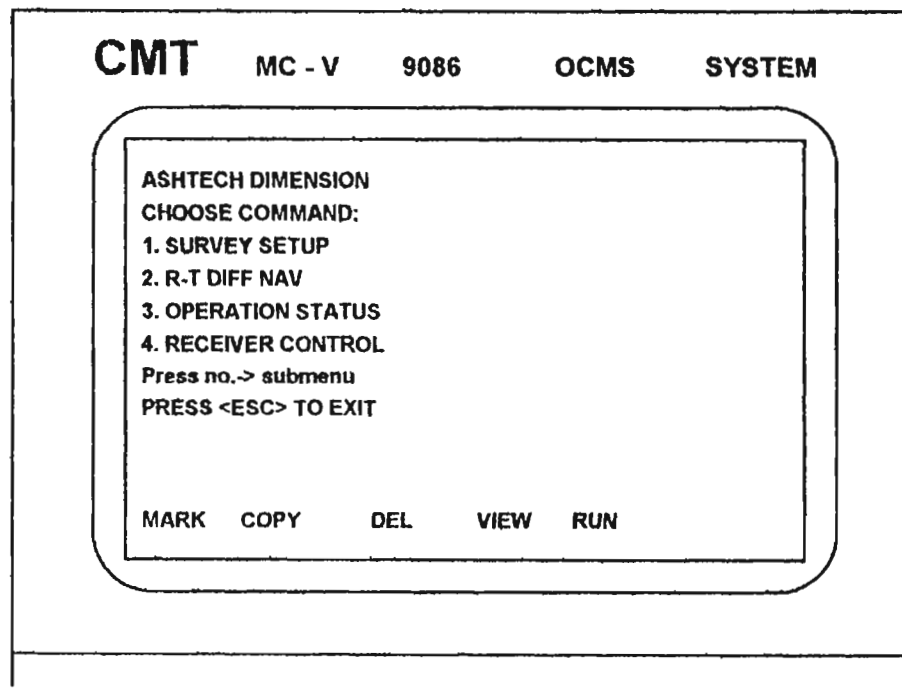 CMT MC - V 9086 OCMS SYSTEM
ASHTECH DIMENSION
CHOOSE COMMAND:
1. SURVEY SETUP
2. R-T DIFF NAV
3. OPERATION STATUS
4. RECEIVER CONTROL
Press no.-> submenu
PRESS <ESC> TO EXIT
MARK COPY DEL VIEW RUN